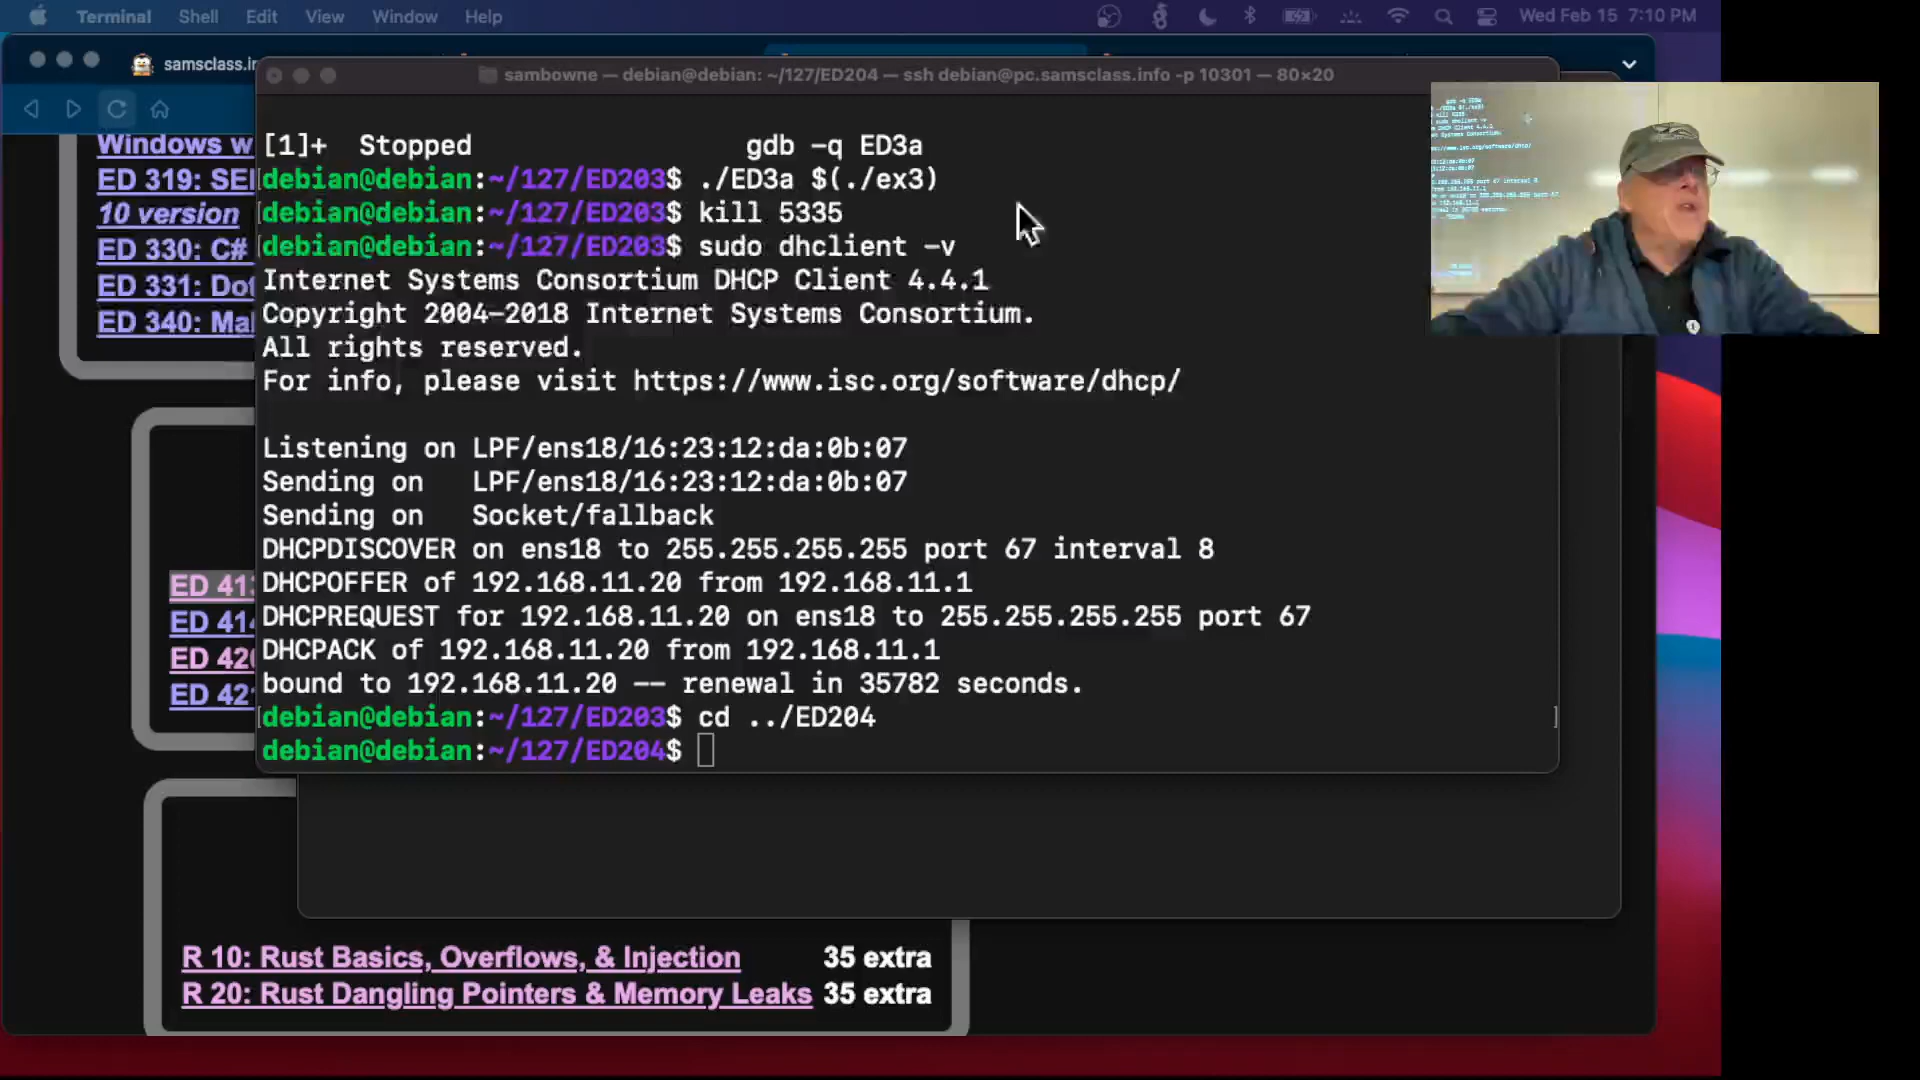 Terminal Shell Edit View Window Help Wed Feb 15 7:10 PM
samsclass.in
sambowne — debian@debian: ~/127/ED204 — ssh debian@pc.samsclass.info -p 10301 — 80×20
Windows w
ED 319: SE
10 version
ED 330: C#
ED 331: Dot
ED 340: Mal
[1]+ Stopped gdb -q ED3a
debian@debian:~/127/ED203$ ./ED3a $(./ex3)
debian@debian:~/127/ED203$ kill 5335
debian@debian:~/127/ED203$ sudo dhclient -v
Internet Systems Consortium DHCP Client 4.4.1
Copyright 2004-2018 Internet Systems Consortium.
All rights reserved.
For info, please visit https://www.isc.org/software/dhcp/
Listening on LPF/ens18/16:23:12:da:0b:07
Sending on LPF/ens18/16:23:12:da:0b:07
Sending on Socket/fallback
DHCPDISCOVER on ens18 to 255.255.255.255 port 67 interval 8
DHCPOFFER of 192.168.11.20 from 192.168.11.1
DHCPREQUEST for 192.168.11.20 on ens18 to 255.255.255.255 port 67
DHCPACK of 192.168.11.20 from 192.168.11.1
bound to 192.168.11.20 -- renewal in 35782 seconds.
debian@debian:~/127/ED203$ cd ../ED204
debian@debian:~/127/ED204$
ED 413
ED 414
ED 420
ED 42
R 10: Rust Basics, Overflows, & Injection 35 extra
R 20: Rust Dangling Pointers & Memory Leaks 35 extra